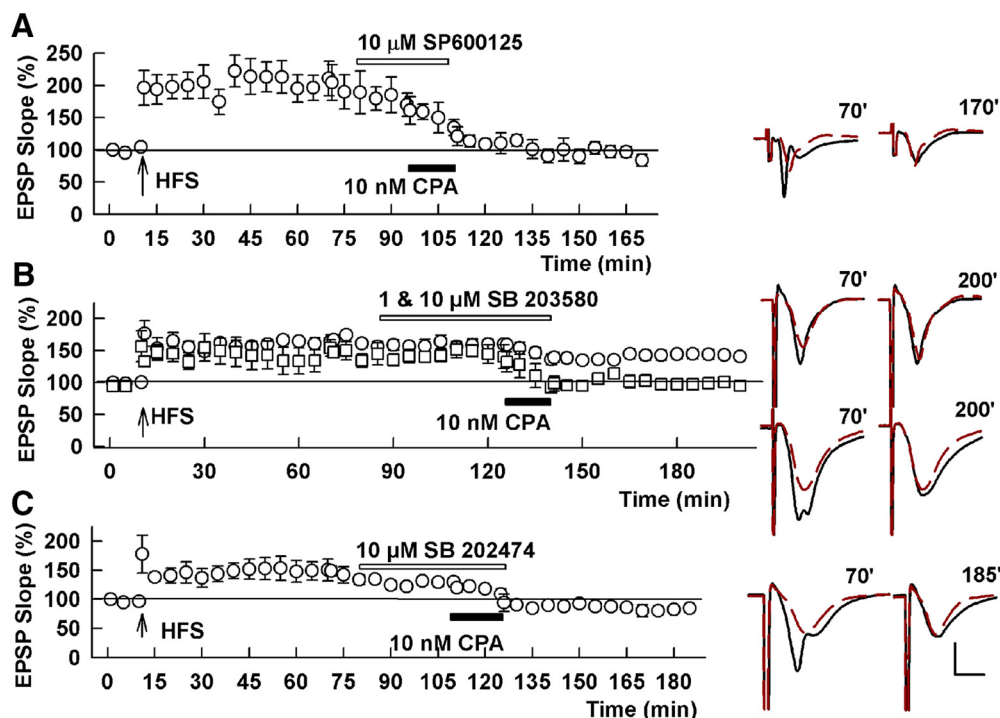 A
EPSP Slope (%)
250
200
150
100
50
0
10 μM SP600125
HFS
10 nM CPA
0 15 30 45 60 75 90 105 120 135 150 165
Time (min)
70' 170'
B
EPSP Slope (%)
200
150
100
50
0
1 & 10 μM SB 203580
HFS
10 nM CPA
0 30 60 90 120 150 180
Time (min)
70' 200'
70' 200'
C
EPSP Slope (%)
200
150
100
50
0
10 μM SB 202474
HFS
10 nM CPA
0 15 30 45 60 75 90 105 120 135 150 165 185
Time (min)
70' 185'